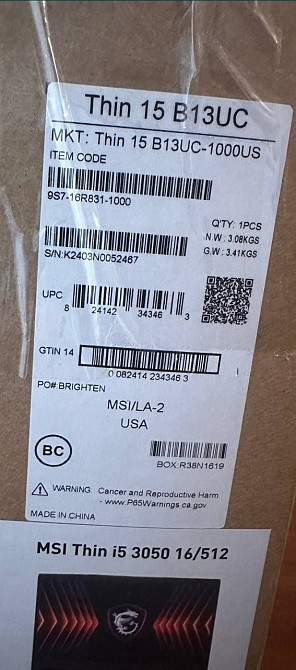 Thin 15 B13UC
MKT: Thin 15 B13UC-1000US
ITEM CODE
9S7-16R831-1000
Q'TY: 1PCS
N.W : 3.08KGS
G.W : 3.41KGS
S/N:K2403N0052467
UPC
8 24142 34346 3
GTIN 14
0 082414 234346 3
PO#:BRIGHTEN
MSI/LA-2
USA
BC
BOX:R38N1619
WARNING: Cancer and Reproductive Harm
- www.P65Warnings.ca.gov
MADE IN CHINA
MSI Thin i5 3050 16/512